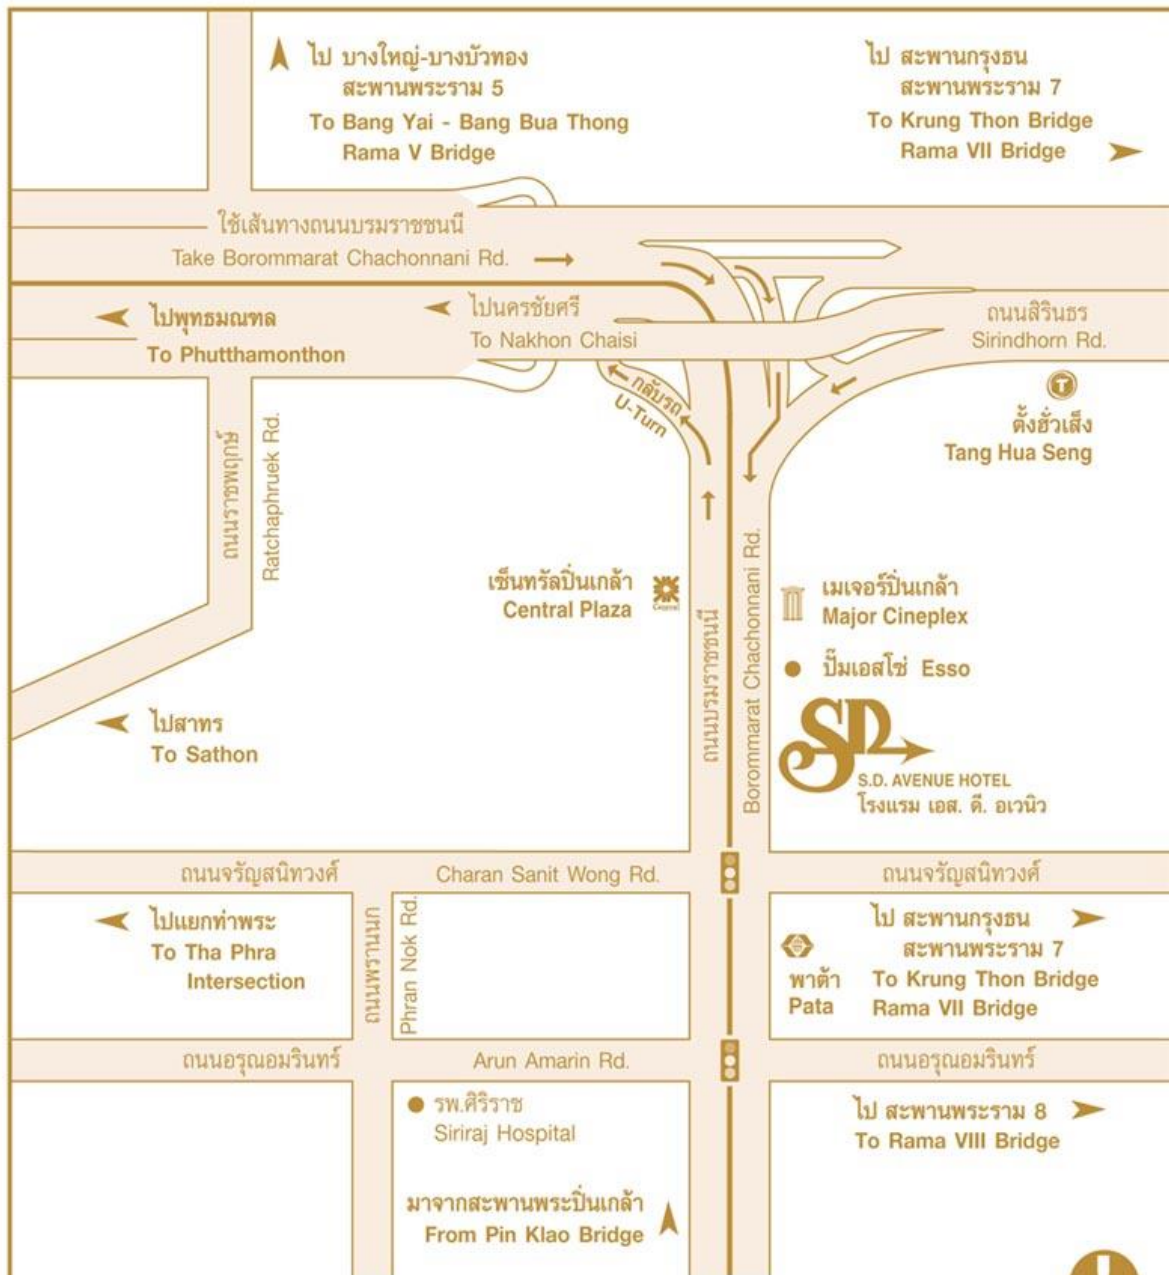 ไป บางใหญ่-บางบัวทอง
สะพานพระราม 5
To Bang Yai - Bang Bua Thong
Rama V Bridge
ไป สะพานกรุงธน
สะพานพระราม 7
To Krung Thon Bridge
Rama VII Bridge
ใช้เส้นทางถนนบรมราชชนนี
Take Borommarat Chachonnani Rd.
ไปพุทธมณฑล
To Phutthamonthon
ไปนครชัยศรี
To Nakhon Chaisi
ถนนสิรินธร
Sirindhorn Rd.
กลับรถ
U-Turn
T
ตั้งฮั่วเส็ง
Tang Hua Seng
ถนนราชพฤกษ์
Ratchaphruek Rd.
เซ็นทรัลปิ่นเกล้า
Central Plaza
Central
ถนนบรมราชชนนี
Borommarat Chachonnani Rd.
เมเจอร์ปิ่นเกล้า
Major Cineplex
ปั๊มเอสโซ่ Esso
SD
S.D. AVENUE HOTEL
โรงแรม เอส. ดี. อเวนิว
ไปสาทร
To Sathon
ถนนจรัญสนิทวงศ์
Charan Sanit Wong Rd.
ถนนจรัญสนิทวงศ์
ไปแยกท่าพระ
To Tha Phra
Intersection
ถนนพรานนก
Phran Nok Rd.
พาต้า
Pata
ไป สะพานกรุงธน
สะพานพระราม 7
To Krung Thon Bridge
Rama VII Bridge
ถนนอรุณอมรินทร์
Arun Amarin Rd.
ถนนอรุณอมรินทร์
รพ.ศิริราช
Siriraj Hospital
ไป สะพานพระราม 8
To Rama VIII Bridge
มาจากสะพานพระปิ่นเกล้า
From Pin Klao Bridge